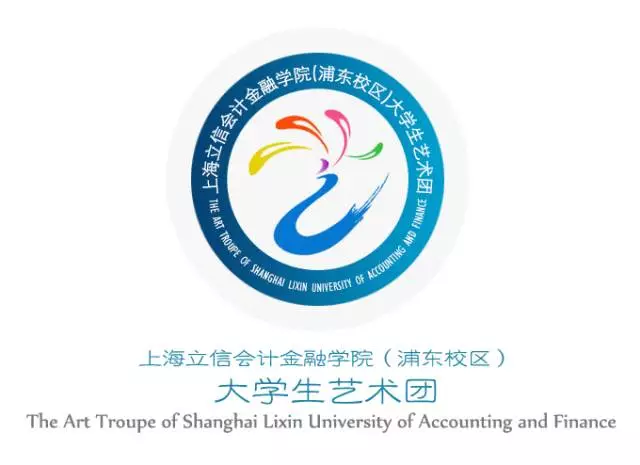 上海立信会计金融学院(浦东校区)大学生艺术团
THE ART TROUPE OF SHANGHAI LIXIN UNIVERSITY OF ACCOUNTING AND FINANCE
上海立信会计金融学院（浦东校区）
大学生艺术团
The Art Troupe of Shanghai Lixin University of Accounting and Finance